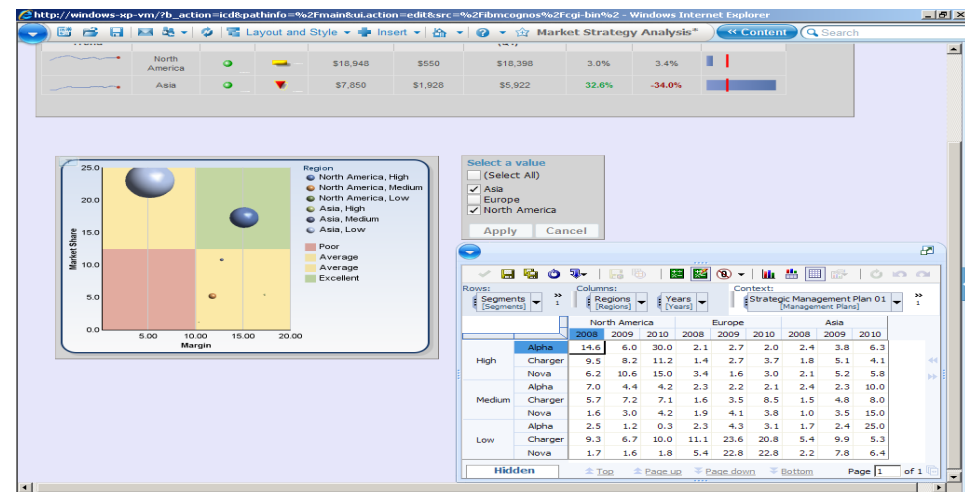 http://windows-xp-vm/?b_action=icd&pathinfo=%2Fmain&ui.action=edit&src=%2Fibmcognos%2Fcgi-bin%2 - Windows Internet Explorer
Layout and Style Insert Market Strategy Analysis* << Content Search
Trend
North America $18,948 $550 $18,398 3.0% 3.4%
Asia $7,850 $1,928 $5,922 32.6% -34.0%
25.0
20.0
15.0
10.0
5.0
0.0
Market Share
5.00 10.00 15.00 20.00
Margin
Region
North America, High
North America, Medium
North America, Low
Asia, High
Asia, Medium
Asia, Low
Poor
Average
Average
Excellent
Select a value
(Select All)
Asia
Europe
North America
Apply Cancel
Rows: Columns: Context:
Segments >> Regions Years Strategic Management Plan 01 >>
[Segments] 1 [Regions] [Years] [Management Plans] 1
North America Europe Asia
2008 2009 2010 2008 2009 2010 2008 2009 2010
High Alpha 14.6 6.0 30.0 2.1 2.7 2.0 2.4 3.8 6.3
Charger 9.5 8.2 11.2 1.4 2.7 3.7 1.8 5.1 4.1
Nova 6.2 10.6 15.0 3.4 1.6 3.0 2.1 5.2 5.8
Medium Alpha 7.0 4.4 4.2 2.3 2.2 2.1 2.4 2.3 10.0
Charger 5.7 7.2 7.1 1.6 3.5 8.5 1.5 4.8 8.0
Nova 1.6 3.0 4.2 1.9 4.1 3.8 1.0 3.5 15.0
Low Alpha 2.5 1.2 0.3 2.3 4.3 3.1 1.7 2.4 25.0
Charger 9.3 6.7 10.0 11.1 23.6 20.8 5.4 9.9 5.3
Nova 1.7 1.6 1.8 5.4 22.8 22.8 2.2 7.8 6.4
Hidden Top Page up Page down Bottom Page 1 of 1